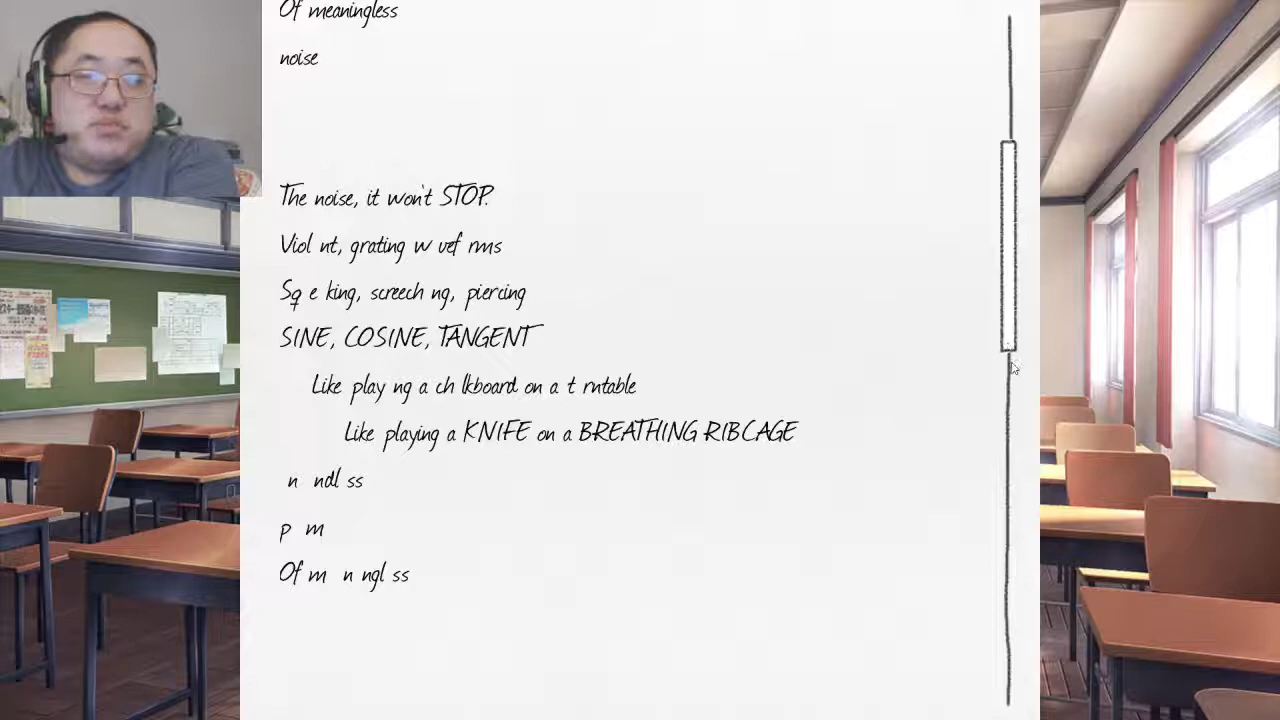 Of meaningless
noise
The noise, it won't STOP.
Viol nt, grating w vef rms
Sq e king, screech ng, piercing
SINE, COSINE, TANGENT
Like play ng a ch lkboard on a t rntable
Like playing a KNIFE on a BREATHING RIBCAGE
n ndl ss
p m
Of m n ngl ss